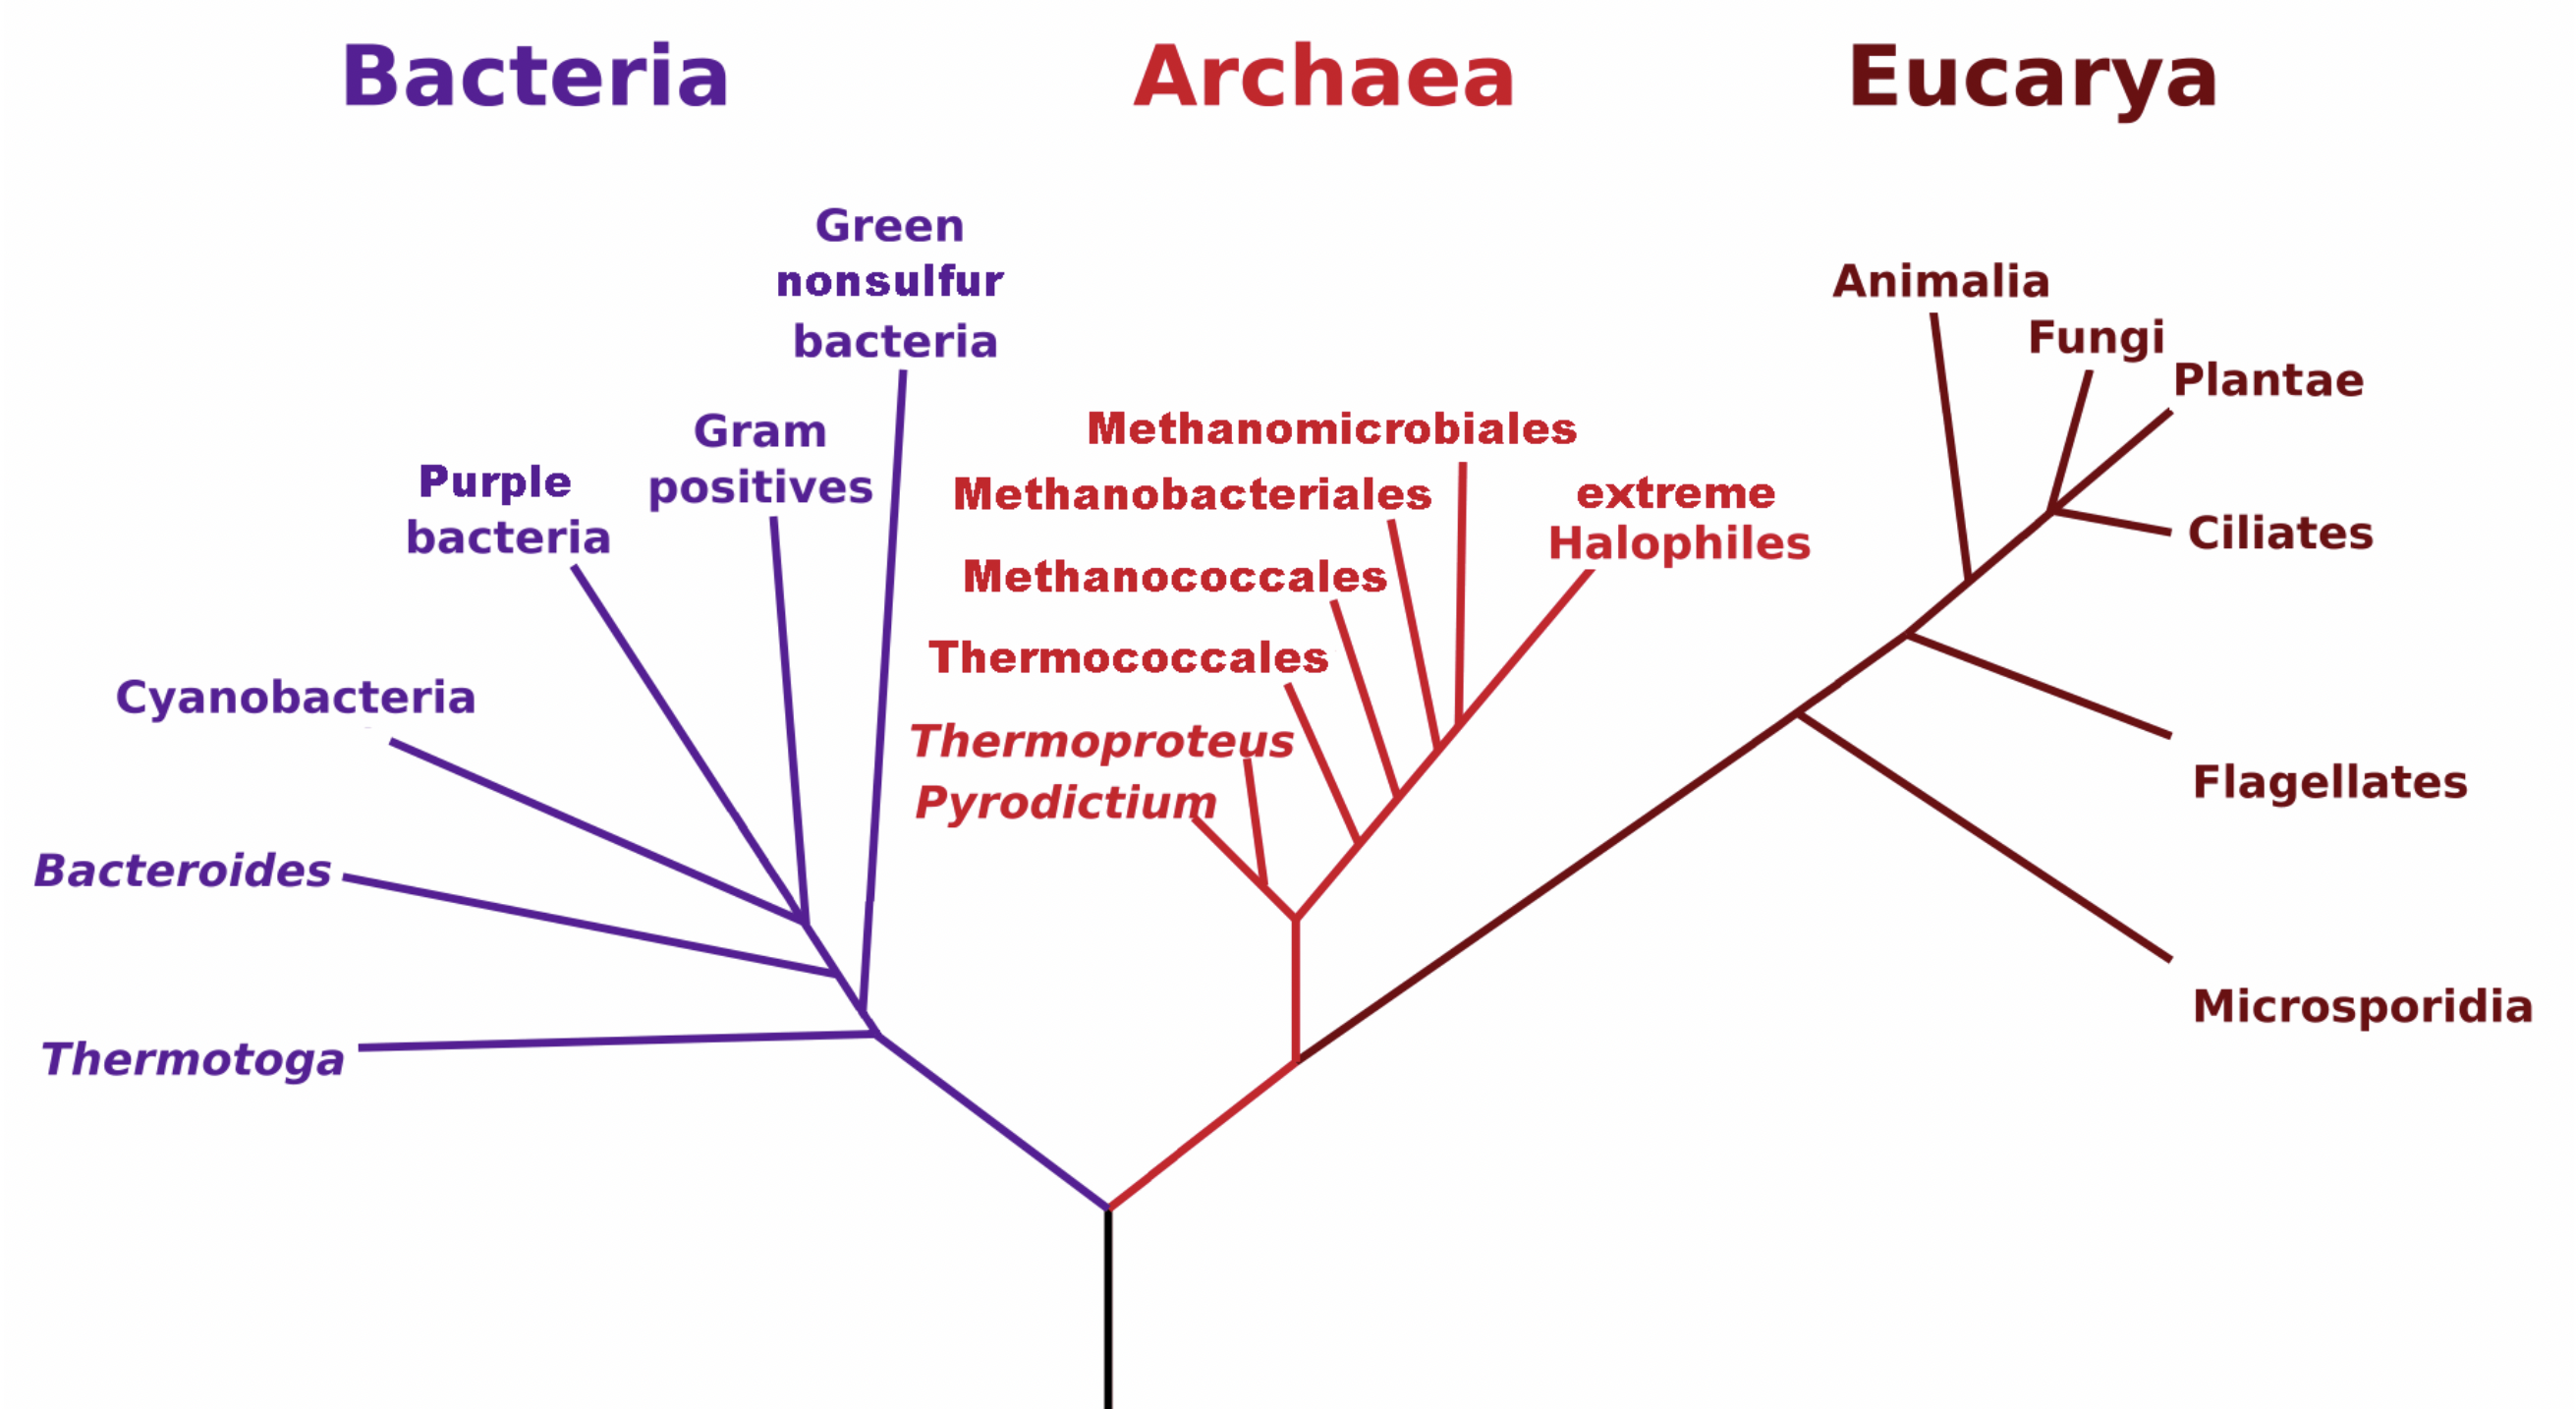 Bacteria
Archaea
Eucarya
Green
nonsulfur
bacteria
Gram
positives
Purple
bacteria
Cyanobacteria
Bacteroides
Thermotoga
Methanomicrobiales
Methanobacteriales
extreme
Halophiles
Methanococcales
Thermococcales
Thermoproteus
Pyrodictium
Animalia
Fungi
Plantae
Ciliates
Flagellates
Microsporidia